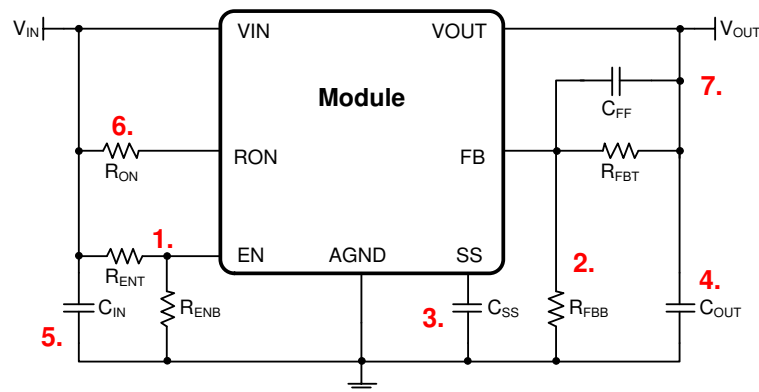 VIN VIN VOUT VOUT
Module 7.
CFF
6.
RON FB
RON RFBT
1.
EN AGND SS 2. 4.
RENT
CIN RENB 3. CSS RFBB COUT
5.